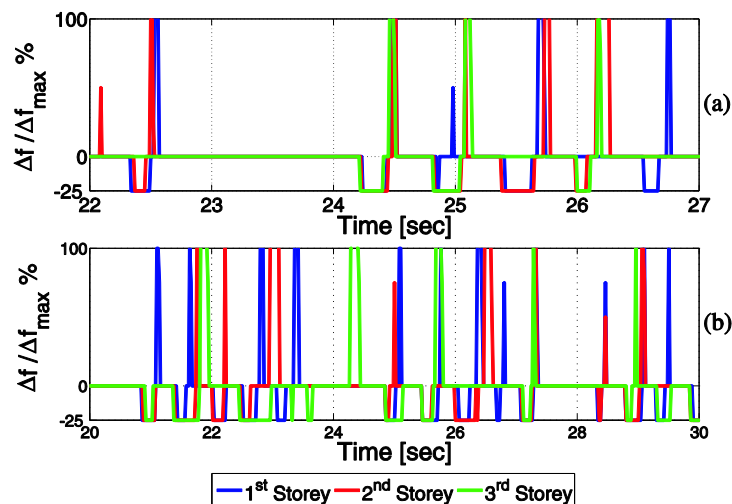 100
0
-25
Δf /Δf_max %
22 23 24 25 26 27
Time [sec]
(a)
100
0
-25
Δf /Δf_max %
20 22 24 26 28 30
Time [sec]
(b)
1st Storey 2nd Storey 3rd Storey